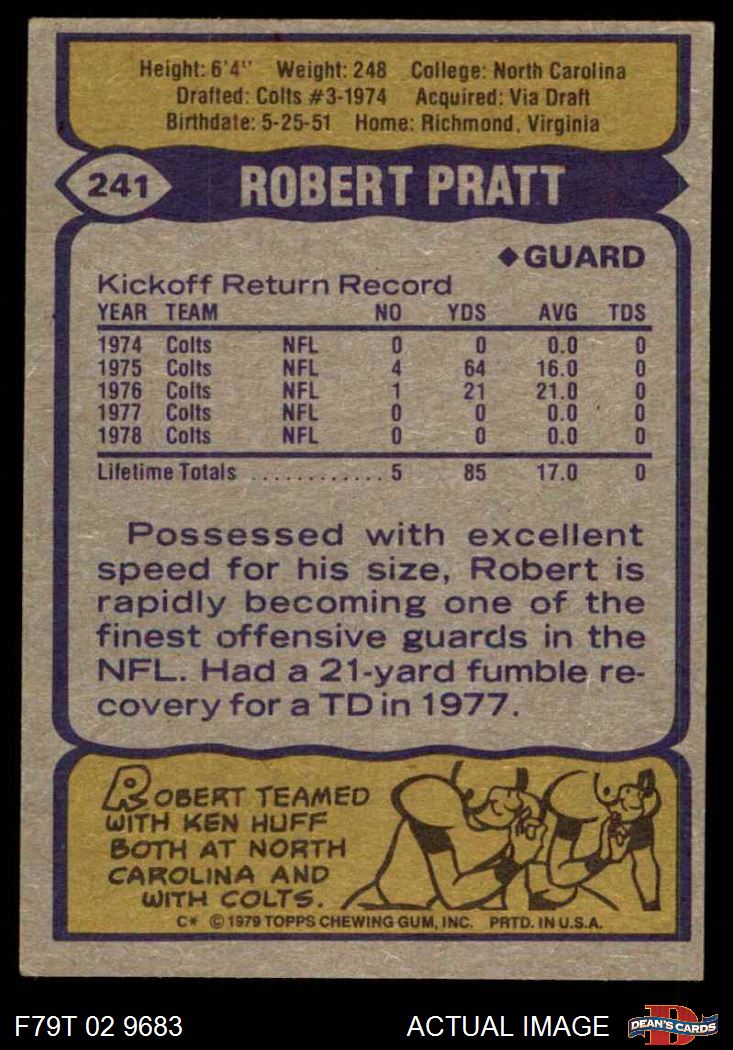 Height: 6'4" Weight: 248 College: North Carolina
Drafted: Colts #3-1974 Acquired: Via Draft
Birthdate: 5-25-51 Home: Richmond, Virginia
241 ROBERT PRATT
◆GUARD
Kickoff Return Record
YEAR TEAM NO YDS AVG TDS
1974 Colts NFL 0 0 0.0 0
1975 Colts NFL 4 64 16.0 0
1976 Colts NFL 1 21 21.0 0
1977 Colts NFL 0 0 0.0 0
1978 Colts NFL 0 0 0.0 0
Lifetime Totals ............ 5 85 17.0 0
Possessed with excellent
speed for his size, Robert is
rapidly becoming one of the
finest offensive guards in the
NFL. Had a 21-yard fumble re-
covery for a TD in 1977.
ROBERT TEAMED
WITH KEN HUFF
BOTH AT NORTH
CAROLINA AND
WITH COLTS.
C* © 1979 TOPPS CHEWING GUM, INC. PRTD. IN U.S.A.
F79T 02 9683 ACTUAL IMAGE D DEAN'S CARDS